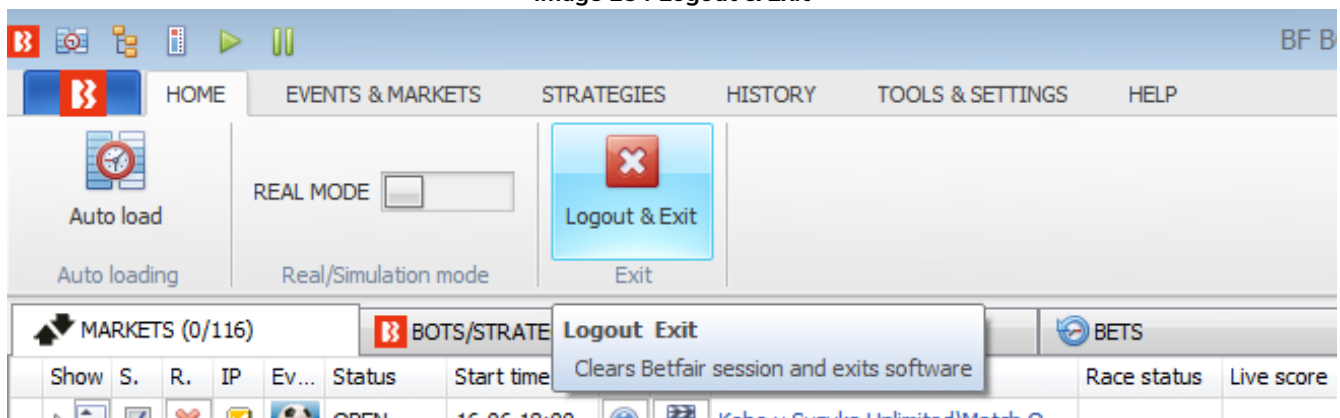 BF B
HOME EVENTS & MARKETS STRATEGIES HISTORY TOOLS & SETTINGS HELP
Auto load
REAL MODE
Logout & Exit
Auto loading
Real/Simulation mode
Exit
MARKETS (0/116) BOTS/STRATE BETS
Logout Exit
Clears Betfair session and exits software
Show S. R. IP Ev... Status Start time Race status Live score
OPEN